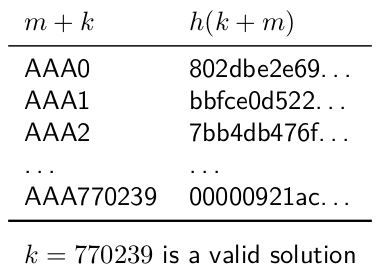 m + k h(k + m)
AAA0 802dbe2e69...
AAA1 bbfce0d522...
AAA2 7bb4db476f...
... ...
AAA770239 00000921ac...
k = 770239 is a valid solution